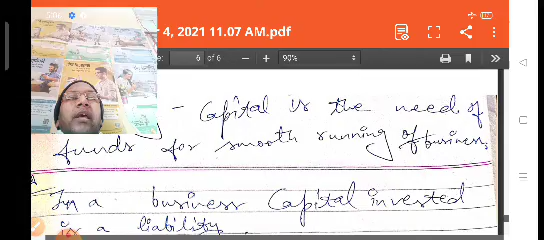 4, 2021 11.07 AM.pdf
6 of 6 90%
- Capital is the need of
funds for smooth running of business.
In a business Capital invested
is a liability.